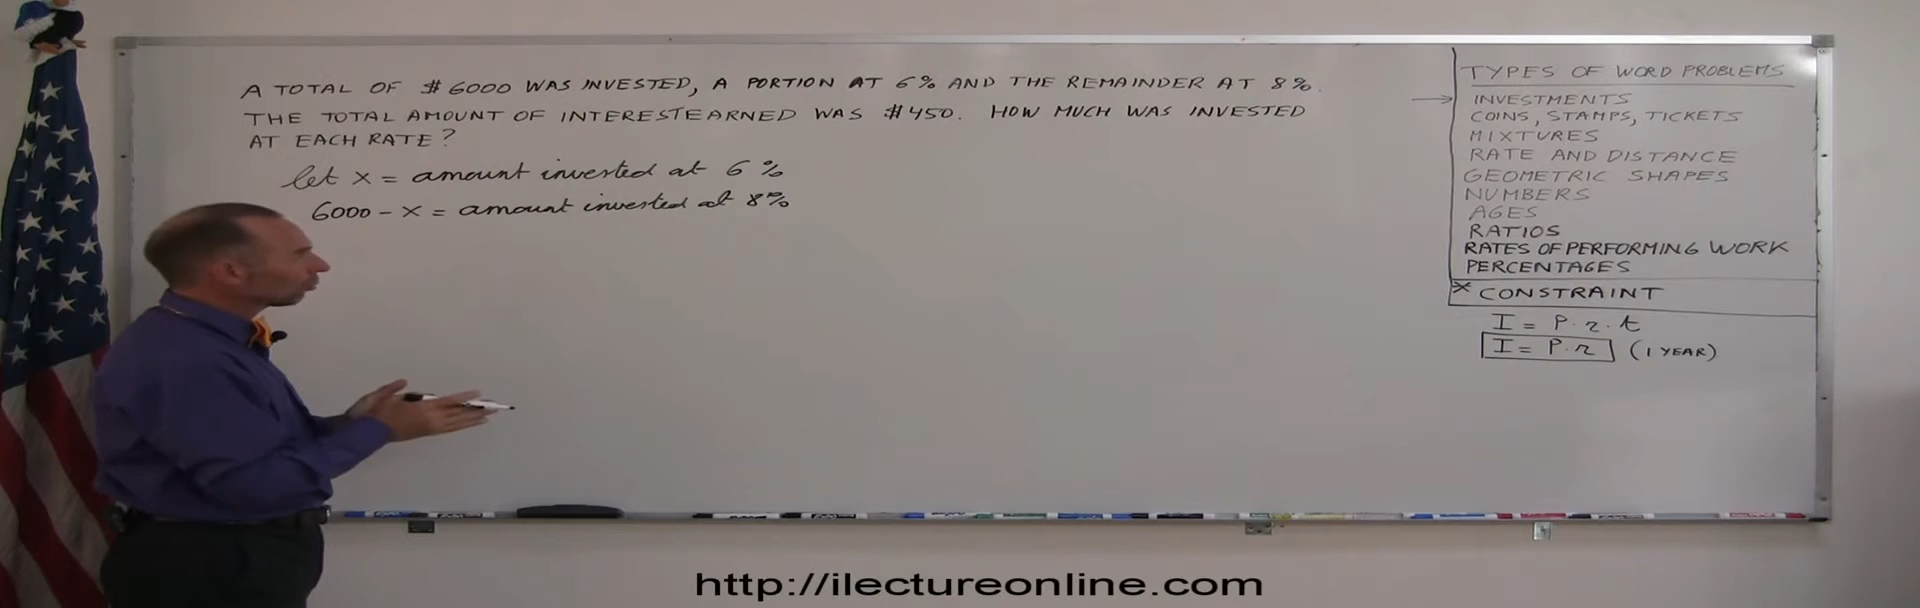 A TOTAL OF $6000 WAS INVESTED, A PORTION AT 6% AND THE REMAINDER AT 8%.
THE TOTAL AMOUNT OF INTEREST EARNED WAS $450. HOW MUCH WAS INVESTED
AT EACH RATE?
let x = amount invested at 6%
6000 - x = amount invested at 8%
TYPES OF WORD PROBLEMS
→ INVESTMENTS
COINS, STAMPS, TICKETS
MIXTURES
RATE AND DISTANCE
GEOMETRIC SHAPES
NUMBERS
AGES
RATIOS
RATES OF PERFORMING WORK
PERCENTAGES
* CONSTRAINT
I = P.r.t
I = P.r (1 YEAR)
http://ilectureonline.com